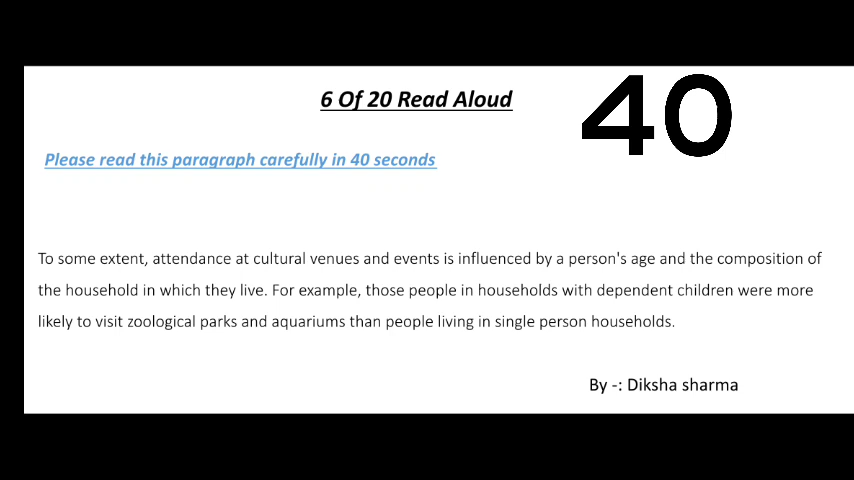 6 Of 20 Read Aloud
40
Please read this paragraph carefully in 40 seconds
To some extent, attendance at cultural venues and events is influenced by a person's age and the composition of
the household in which they live. For example, those people in households with dependent children were more
likely to visit zoological parks and aquariums than people living in single person households.
By -: Diksha sharma